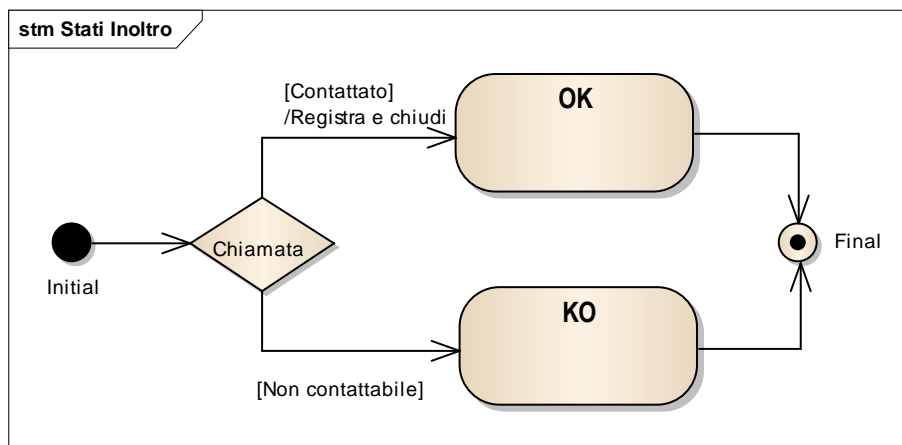 stm Stati Inoltro
[Contattato]
/Registra e chiudi
OK
Chiamata
Initial
Final
KO
[Non contattabile]